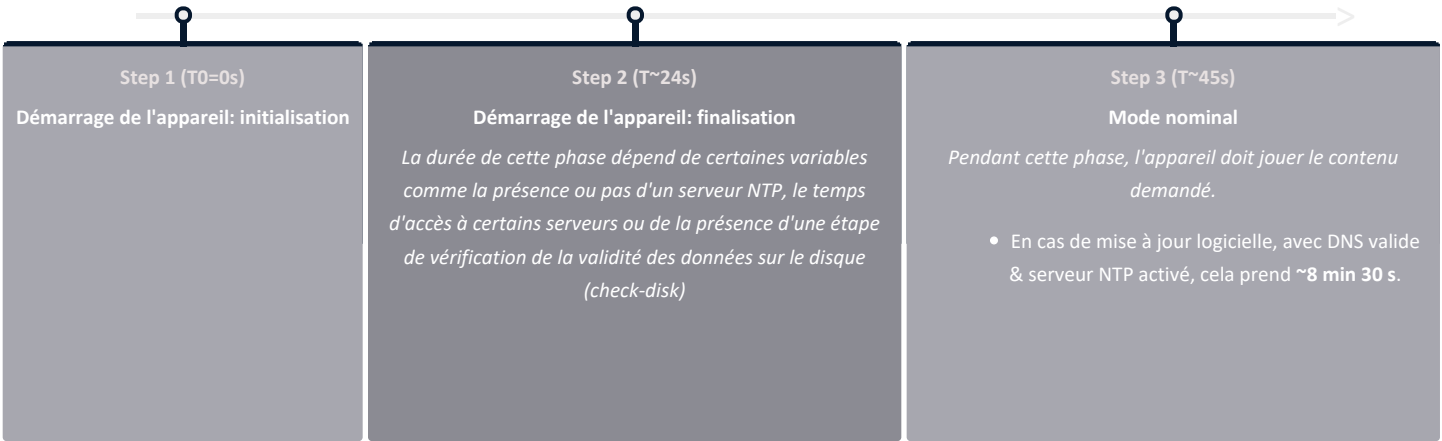 Step 1 (T0=0s)
Démarrage de l'appareil: initialisation
Step 2 (T~24s)
Démarrage de l'appareil: finalisation
La durée de cette phase dépend de certaines variables
comme la présence ou pas d'un serveur NTP, le temps
d'accès à certains serveurs ou de la présence d'une étape
de vérification de la validité des données sur le disque
(check-disk)
Step 3 (T~45s)
Mode nominal
Pendant cette phase, l'appareil doit jouer le contenu
demandé.
• En cas de mise à jour logicielle, avec DNS valide
& serveur NTP activé, cela prend ~8 min 30 s.